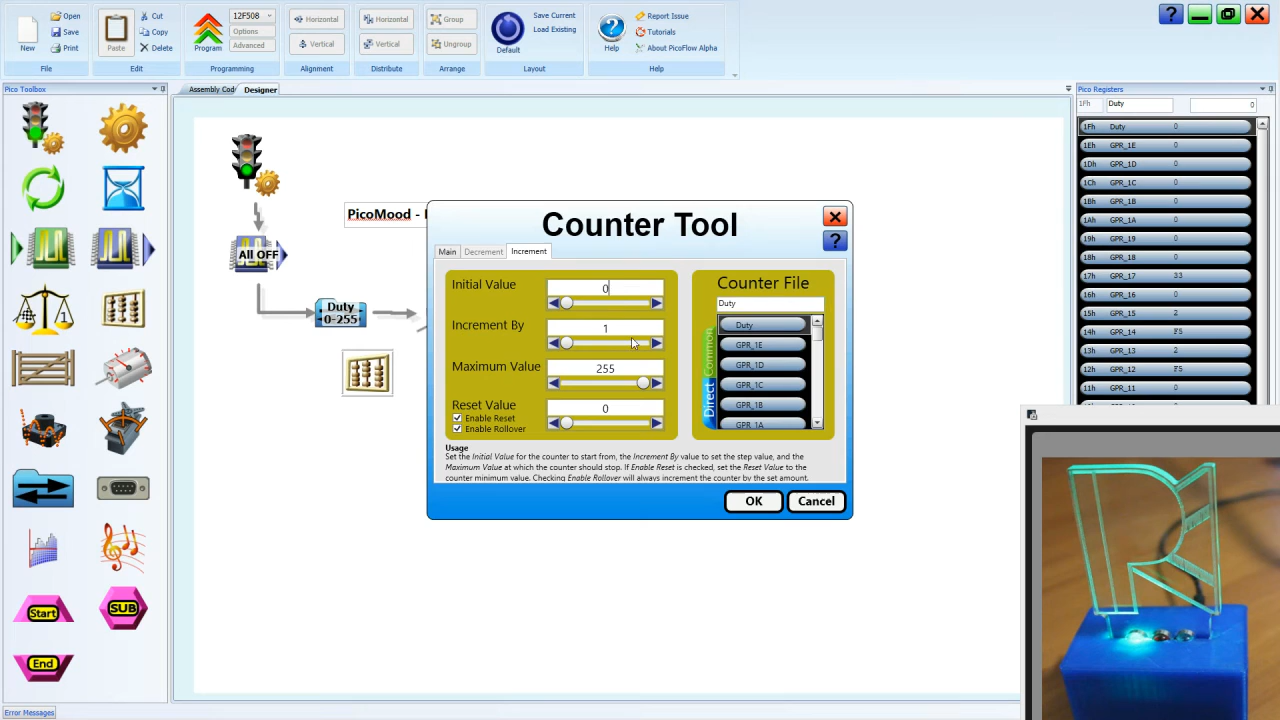 New
Open
Save
Print
File
Paste
Cut
Copy
Delete
Edit
Program
12F508
Options
Advanced
Programming
Horizontal
Vertical
Alignment
Horizontal
Vertical
Distribute
Group
Ungroup
Arrange
Default
Save Current
Load Existing
Layout
Help
Report Issue
Tutorials
About PicoFlow Alpha
Help
?
Pico Toolbox
Start
SUB
End
Error Messages
Assembly Cod
Designer
All OFF
Duty
0-255
PicoMood -
Counter Tool
?
Main
Decrement
Increment
Initial Value
0
Increment By
1
Maximum Value
255
Reset Value
0
Enable Reset
Enable Rollover
Counter File
Duty
Common
Direct
Duty
GPR_1E
GPR_1D
GPR_1C
GPR_1B
GPR_1A
Usage
Set the Initial Value for the counter to start from, the Increment By value to set the step value, and the
Maximum Value at which the counter should stop. If Enable Reset is checked, set the Reset Value to the
counter minimum value. Checking Enable Rollover will always increment the counter by the set amount.
OK
Cancel
Pico Registers
1Fh Duty 0
1Fh Duty 0
1Eh GPR_1E 0
1Dh GPR_1D 0
1Ch GPR_1C 0
1Bh GPR_1B 0
1Ah GPR_1A 0
19h GPR_19 0
18h GPR_18 0
17h GPR_17 33
16h GPR_16 0
15h GPR_15 2
14h GPR_14 F5
13h GPR_13 2
12h GPR_12 F5
11h GPR_11 0